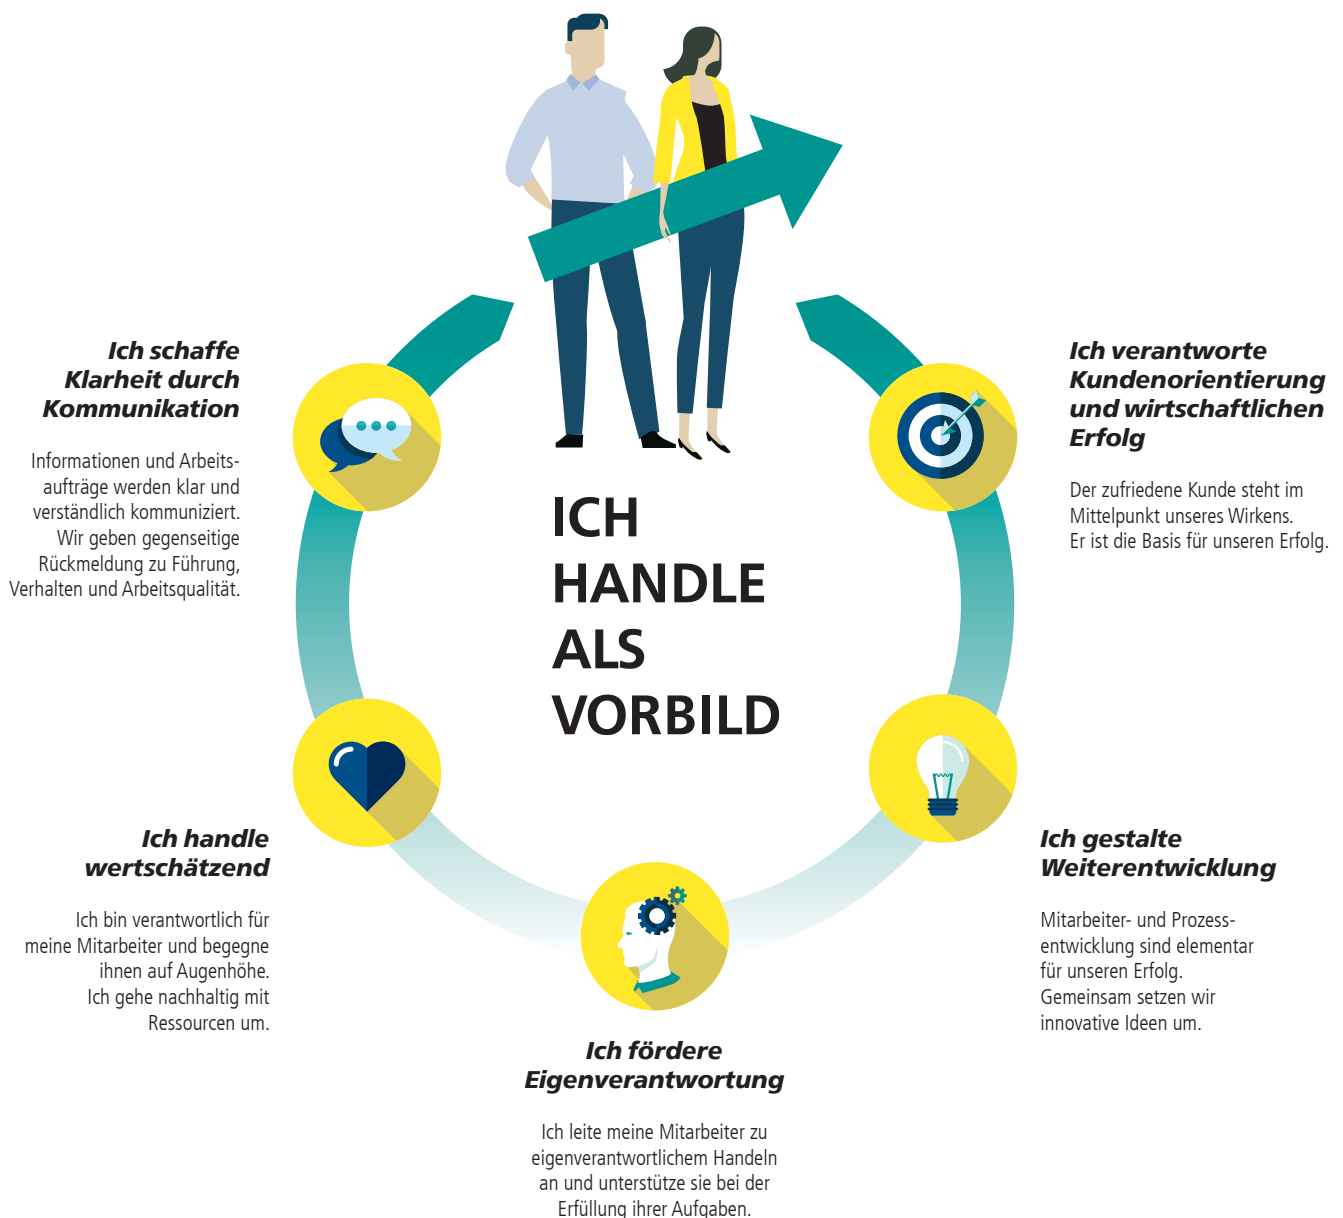 Ich schaffe
Klarheit durch
Kommunikation
Informationen und Arbeits-
aufträge werden klar und
verständlich kommuniziert.
Wir geben gegenseitige
Rückmeldung zu Führung,
Verhalten und Arbeitsqualität.
Ich verantworte
Kundenorientierung
und wirtschaftlichen
Erfolg
Der zufriedene Kunde steht im
Mittelpunkt unseres Wirkens.
Er ist die Basis für unseren Erfolg.
ICH
HANDLE
ALS
VORBILD
Ich handle
wertschätzend
Ich bin verantwortlich für
meine Mitarbeiter und begegne
ihnen auf Augenhöhe.
Ich gehe nachhaltig mit
Ressourcen um.
Ich gestalte
Weiterentwicklung
Mitarbeiter- und Prozess-
entwicklung sind elementar
für unseren Erfolg.
Gemeinsam setzen wir
innovative Ideen um.
Ich fördere
Eigenverantwortung
Ich leite meine Mitarbeiter zu
eigenverantwortlichem Handeln
an und unterstütze sie bei der
Erfüllung ihrer Aufgaben.